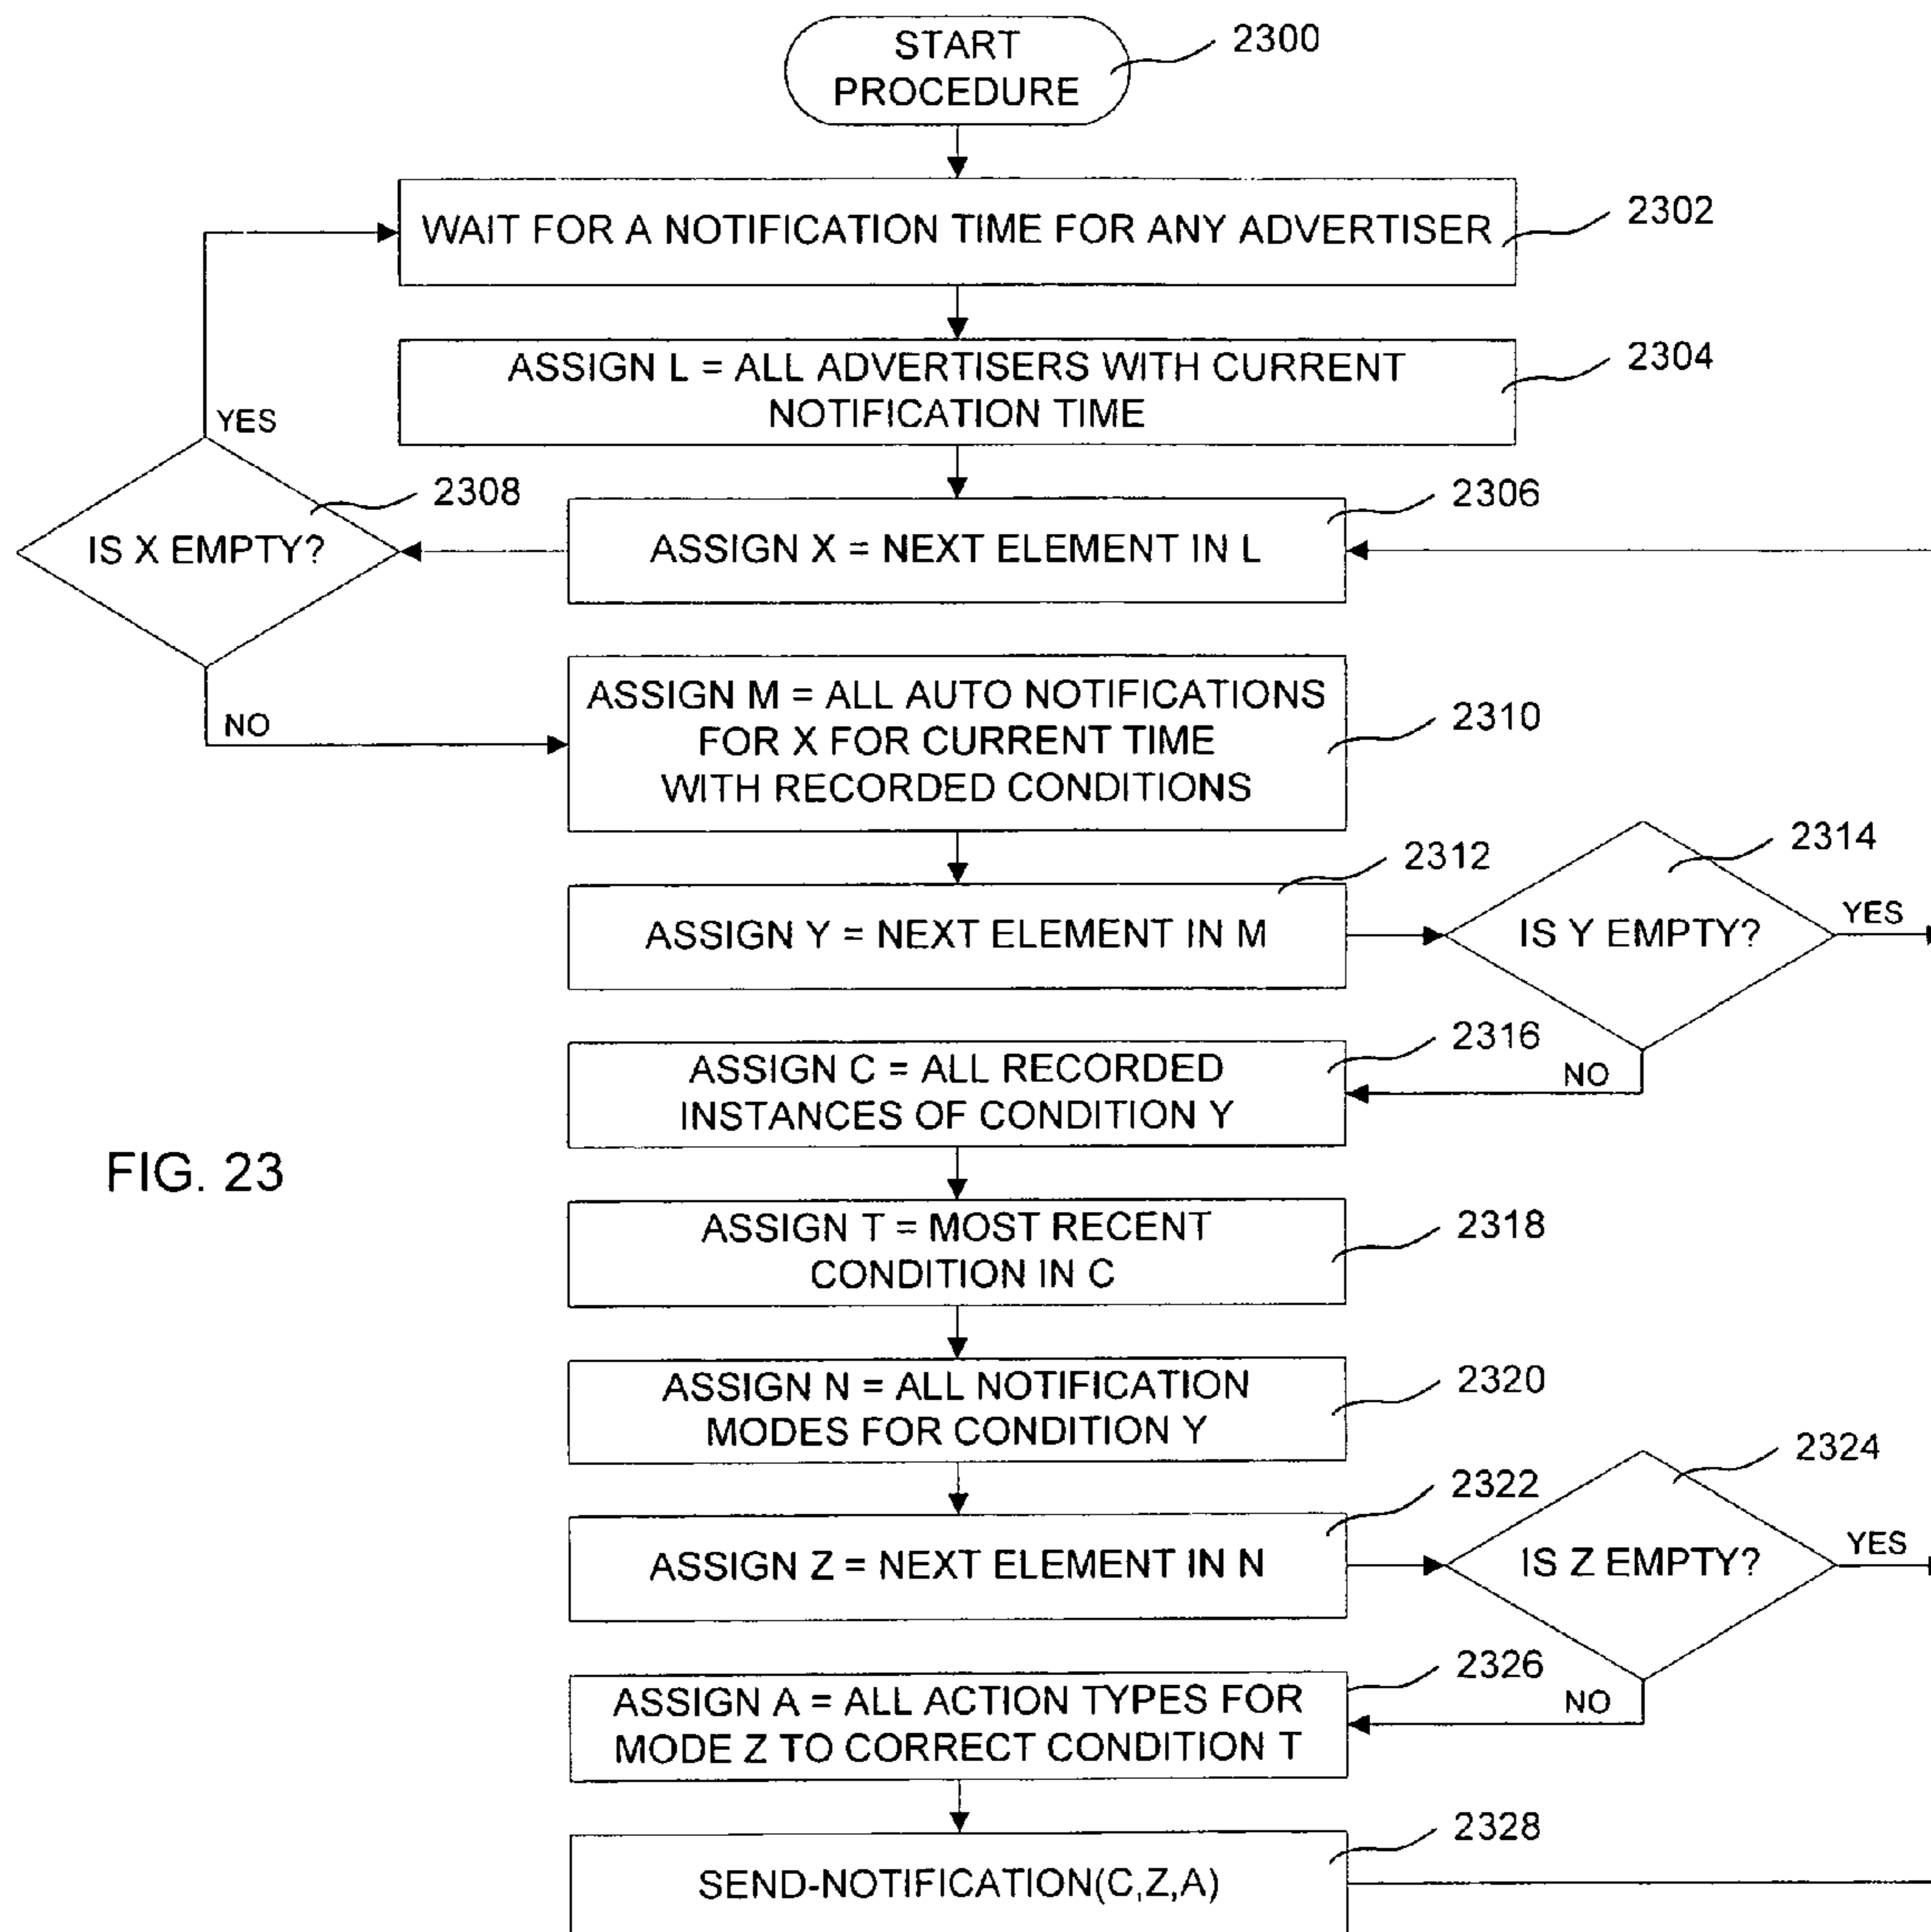 START
PROCEDURE
2300
WAIT FOR A NOTIFICATION TIME FOR ANY ADVERTISER
2302
ASSIGN L = ALL ADVERTISERS WITH CURRENT
NOTIFICATION TIME
2304
YES
2308
IS X EMPTY?
ASSIGN X = NEXT ELEMENT IN L
2306
NO
ASSIGN M = ALL AUTO NOTIFICATIONS
FOR X FOR CURRENT TIME
WITH RECORDED CONDITIONS
2310
2312
ASSIGN Y = NEXT ELEMENT IN M
2314
IS Y EMPTY?
YES
NO
2316
ASSIGN C = ALL RECORDED
INSTANCES OF CONDITION Y
FIG. 23
ASSIGN T = MOST RECENT
CONDITION IN C
2318
ASSIGN N = ALL NOTIFICATION
MODES FOR CONDITION Y
2320
2322
ASSIGN Z = NEXT ELEMENT IN N
2324
IS Z EMPTY?
YES
NO
2326
ASSIGN A = ALL ACTION TYPES FOR
MODE Z TO CORRECT CONDITION T
2328
SEND-NOTIFICATION(C,Z,A)